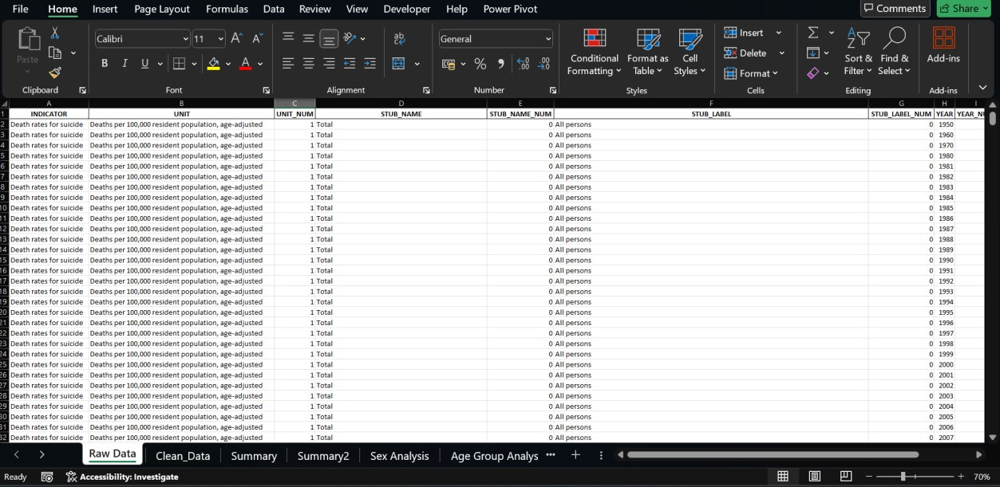 File Home Insert Page Layout Formulas Data Review View Developer Help Power Pivot Comments Share
Calibri 11 General Insert
Paste B I U A % Conditional Formatting Format as Table Cell Styles Delete Sort & Filter Find & Select Add-ins
Format
Clipboard Font Alignment Number Styles Cells Editing Add-ins
A B C D E F G H I
1 INDICATOR UNIT UNIT_NUM STUB_NAME STUB_NAME_NUM STUB_LABEL STUB_LABEL_NUM YEAR
2 Death rates for suicide Deaths per 100,000 resident population, age-adjusted 1 Total 0 All persons 0 1950
3 Death rates for suicide Deaths per 100,000 resident population, age-adjusted 1 Total 0 All persons 0 1960
4 Death rates for suicide Deaths per 100,000 resident population, age-adjusted 1 Total 0 All persons 0 1970
5 Death rates for suicide Deaths per 100,000 resident population, age-adjusted 1 Total 0 All persons 0 1980
6 Death rates for suicide Deaths per 100,000 resident population, age-adjusted 1 Total 0 All persons 0 1981
7 Death rates for suicide Deaths per 100,000 resident population, age-adjusted 1 Total 0 All persons 0 1982
8 Death rates for suicide Deaths per 100,000 resident population, age-adjusted 1 Total 0 All persons 0 1983
9 Death rates for suicide Deaths per 100,000 resident population, age-adjusted 1 Total 0 All persons 0 1984
10 Death rates for suicide Deaths per 100,000 resident population, age-adjusted 1 Total 0 All persons 0 1985
11 Death rates for suicide Deaths per 100,000 resident population, age-adjusted 1 Total 0 All persons 0 1986
12 Death rates for suicide Deaths per 100,000 resident population, age-adjusted 1 Total 0 All persons 0 1987
13 Death rates for suicide Deaths per 100,000 resident population, age-adjusted 1 Total 0 All persons 0 1988
14 Death rates for suicide Deaths per 100,000 resident population, age-adjusted 1 Total 0 All persons 0 1989
15 Death rates for suicide Deaths per 100,000 resident population, age-adjusted 1 Total 0 All persons 0 1990
16 Death rates for suicide Deaths per 100,000 resident population, age-adjusted 1 Total 0 All persons 0 1991
17 Death rates for suicide Deaths per 100,000 resident population, age-adjusted 1 Total 0 All persons 0 1992
18 Death rates for suicide Deaths per 100,000 resident population, age-adjusted 1 Total 0 All persons 0 1993
19 Death rates for suicide Deaths per 100,000 resident population, age-adjusted 1 Total 0 All persons 0 1994
20 Death rates for suicide Deaths per 100,000 resident population, age-adjusted 1 Total 0 All persons 0 1995
21 Death rates for suicide Deaths per 100,000 resident population, age-adjusted 1 Total 0 All persons 0 1996
22 Death rates for suicide Deaths per 100,000 resident population, age-adjusted 1 Total 0 All persons 0 1997
23 Death rates for suicide Deaths per 100,000 resident population, age-adjusted 1 Total 0 All persons 0 1998
24 Death rates for suicide Deaths per 100,000 resident population, age-adjusted 1 Total 0 All persons 0 1999
25 Death rates for suicide Deaths per 100,000 resident population, age-adjusted 1 Total 0 All persons 0 2000
26 Death rates for suicide Deaths per 100,000 resident population, age-adjusted 1 Total 0 All persons 0 2001
27 Death rates for suicide Deaths per 100,000 resident population, age-adjusted 1 Total 0 All persons 0 2002
28 Death rates for suicide Deaths per 100,000 resident population, age-adjusted 1 Total 0 All persons 0 2003
29 Death rates for suicide Deaths per 100,000 resident population, age-adjusted 1 Total 0 All persons 0 2004
30 Death rates for suicide Deaths per 100,000 resident population, age-adjusted 1 Total 0 All persons 0 2005
31 Death rates for suicide Deaths per 100,000 resident population, age-adjusted 1 Total 0 All persons 0 2006
32 Death rates for suicide Deaths per 100,000 resident population, age-adjusted 1 Total 0 All persons 0 2007
Raw Data Clean_Data Summary Summary2 Sex Analysis Age Group Analys
Ready Accessibility: Investigate 70%